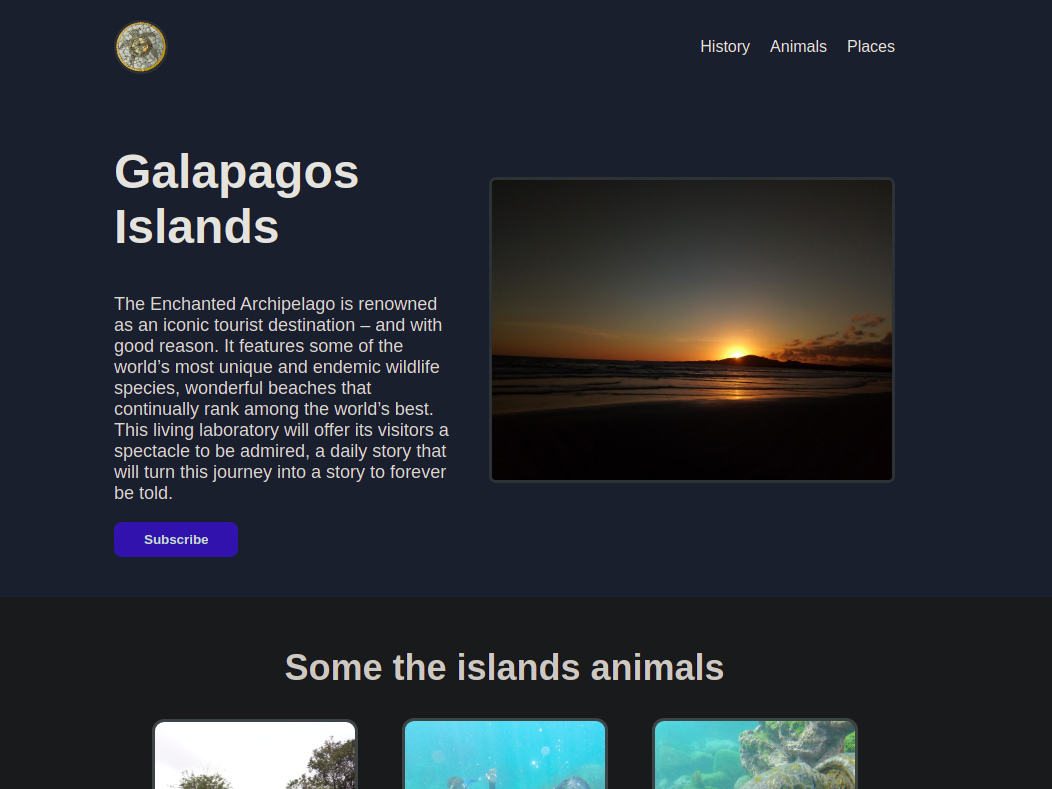 History Animals Places
Galapagos
Islands
The Enchanted Archipelago is renowned
as an iconic tourist destination – and with
good reason. It features some of the
world’s most unique and endemic wildlife
species, wonderful beaches that
continually rank among the world’s best.
This living laboratory will offer its visitors a
spectacle to be admired, a daily story that
will turn this journey into a story to forever
be told.
Subscribe
Some the islands animals